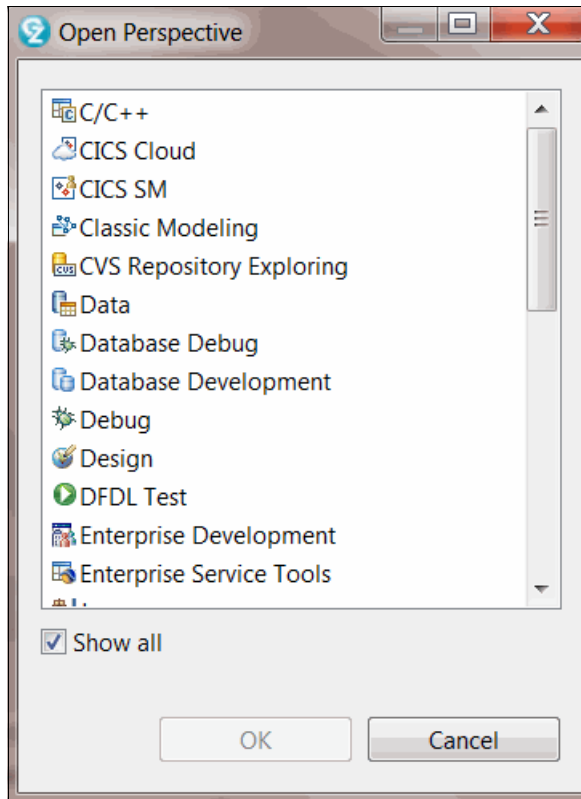 Open Perspective
C/C++
CICS Cloud
CICS SM
Classic Modeling
CVS Repository Exploring
Data
Database Debug
Database Development
Debug
Design
DFDL Test
Enterprise Development
Enterprise Service Tools
Show all
OK
Cancel